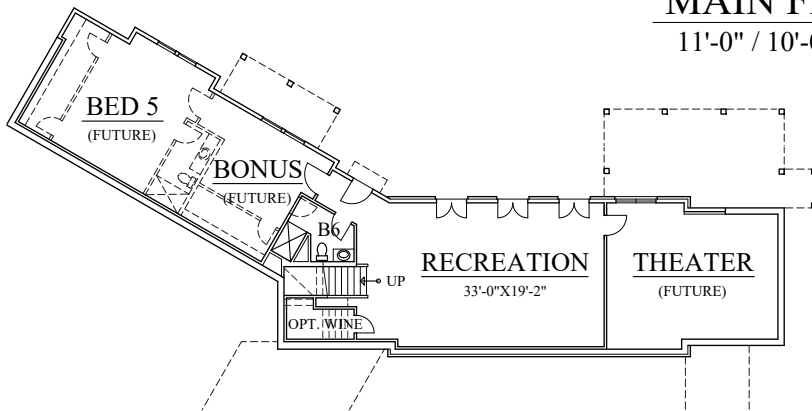 MAIN
11'-0" / 10'-
BED 5
(FUTURE)
BONUS
(FUTURE)
B6
UP
RECREATION
33'-0"X19'-2"
THEATER
(FUTURE)
OPT. WINE